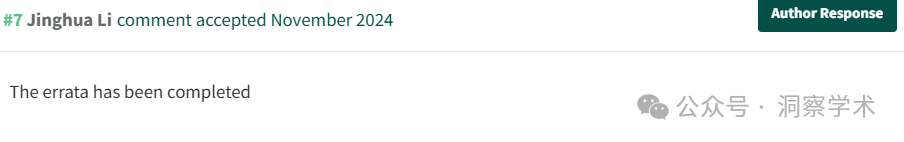 #7 Jinghua Li comment accepted November 2024
Author Response
The errata has been completed
公众号 · 洞察学术